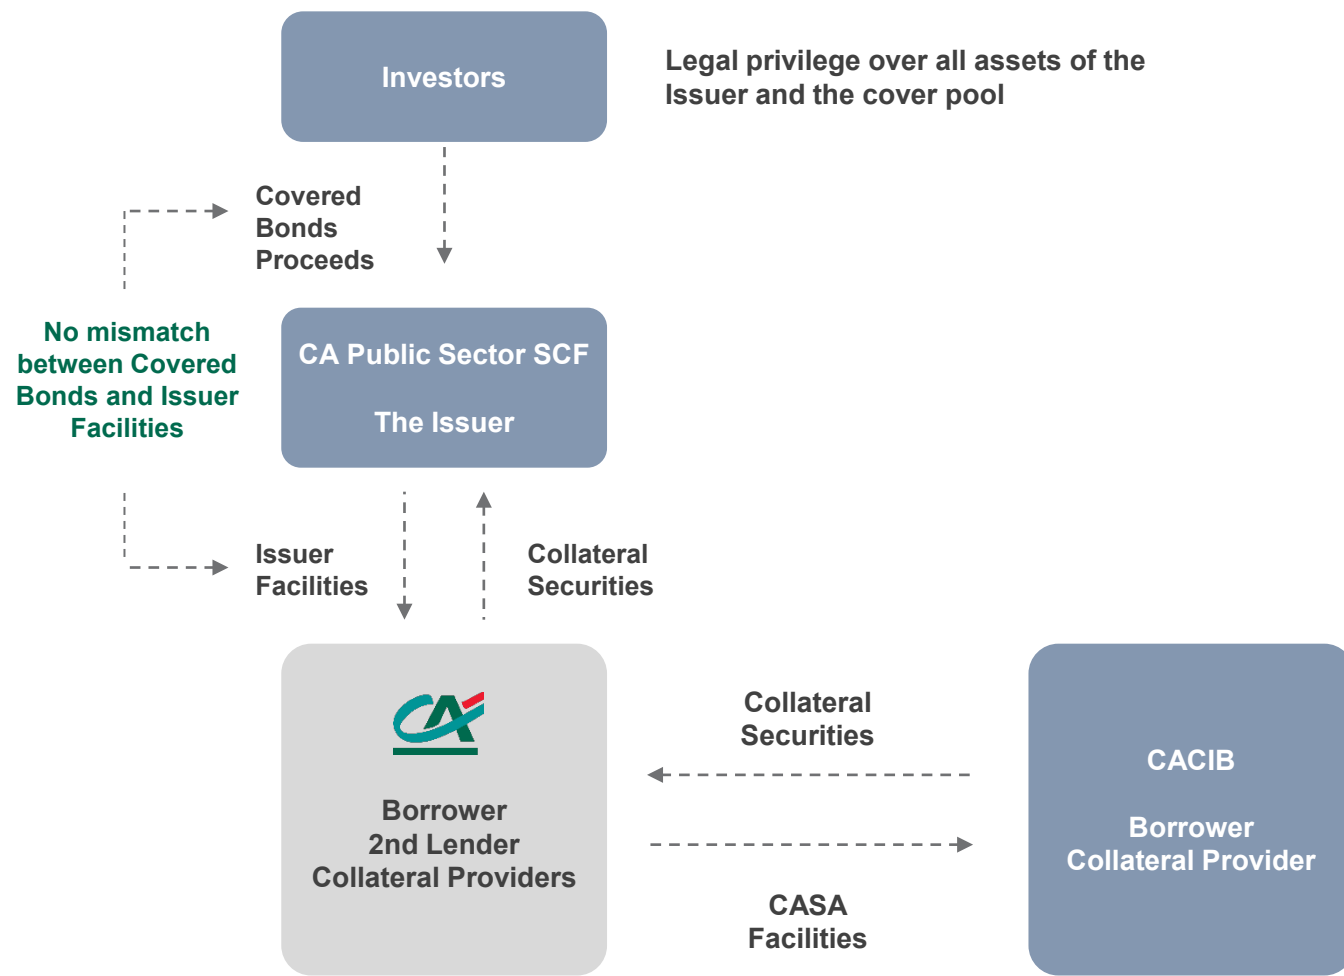 Investors
Legal privilege over all assets of the
Issuer and the cover pool
Covered
Bonds
Proceeds
No mismatch
between Covered
Bonds and Issuer
Facilities
CA Public Sector SCF
The Issuer
Issuer
Facilities
Collateral
Securities
CA
Borrower
2nd Lender
Collateral Providers
Collateral
Securities
CASA
Facilities
CACIB
Borrower
Collateral Provider